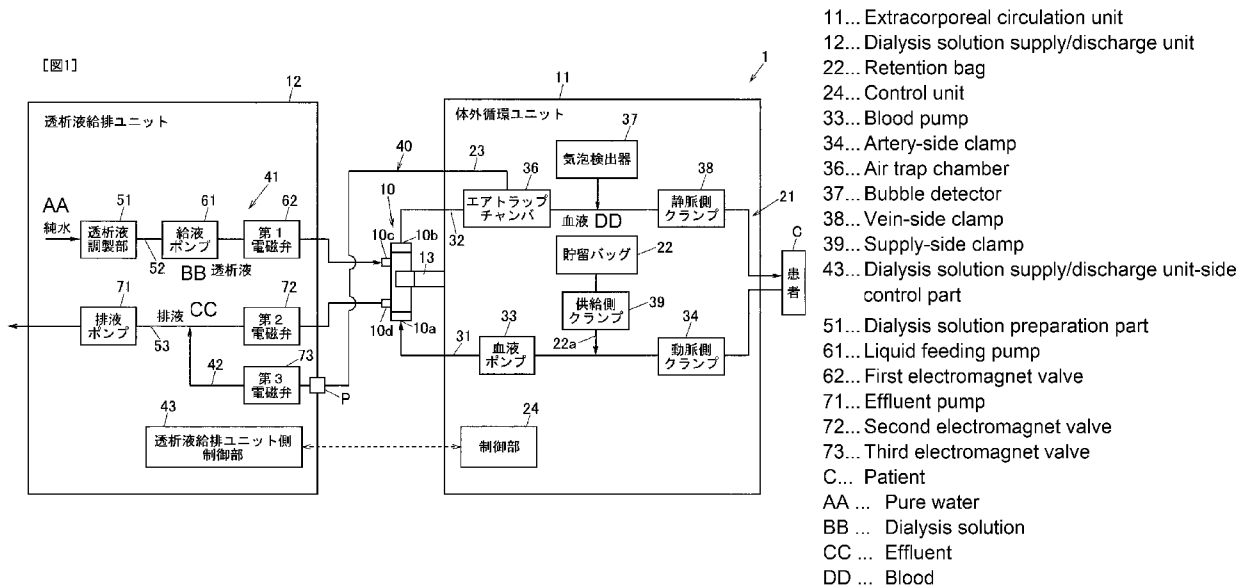 [図1]
1
12
透析液給排ユニット
11
体外循環ユニット
40
23
37
気泡検出器
36
エアトラップ
チャンバ
38
静脈側
クランプ
血液 DD
21
41
10
AA
純水
51
透析液
調製部
61
給液
ポンプ
62
第1
電磁弁
10c
10b
32
13
22
貯留バッグ
C
患者
52
BB 透析液
39
供給側
クランプ
71
排液
ポンプ
排液 CC
53
72
第2
電磁弁
10d
10a
31
33
血液
ポンプ
22a
34
動脈側
クランプ
42
73
第3
電磁弁
P
43
透析液給排ユニット側
制御部
24
制御部
11... Extracorporeal circulation unit
12... Dialysis solution supply/discharge unit
22... Retention bag
24... Control unit
33... Blood pump
34... Artery-side clamp
36... Air trap chamber
37... Bubble detector
38... Vein-side clamp
39... Supply-side clamp
43... Dialysis solution supply/discharge unit-side
control part
51... Dialysis solution preparation part
61... Liquid feeding pump
62... First electromagnet valve
71... Effluent pump
72... Second electromagnet valve
73... Third electromagnet valve
C... Patient
AA ... Pure water
BB ... Dialysis solution
CC ... Effluent
DD ... Blood